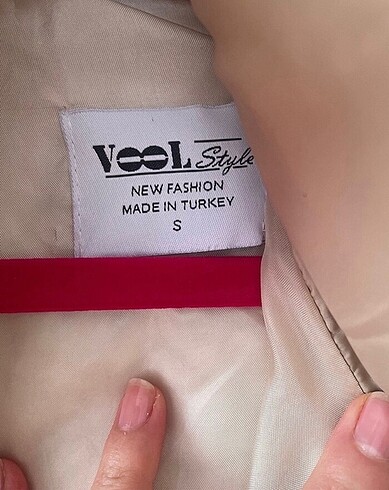 VOOL Style
NEW FASHION
MADE IN TURKEY
S